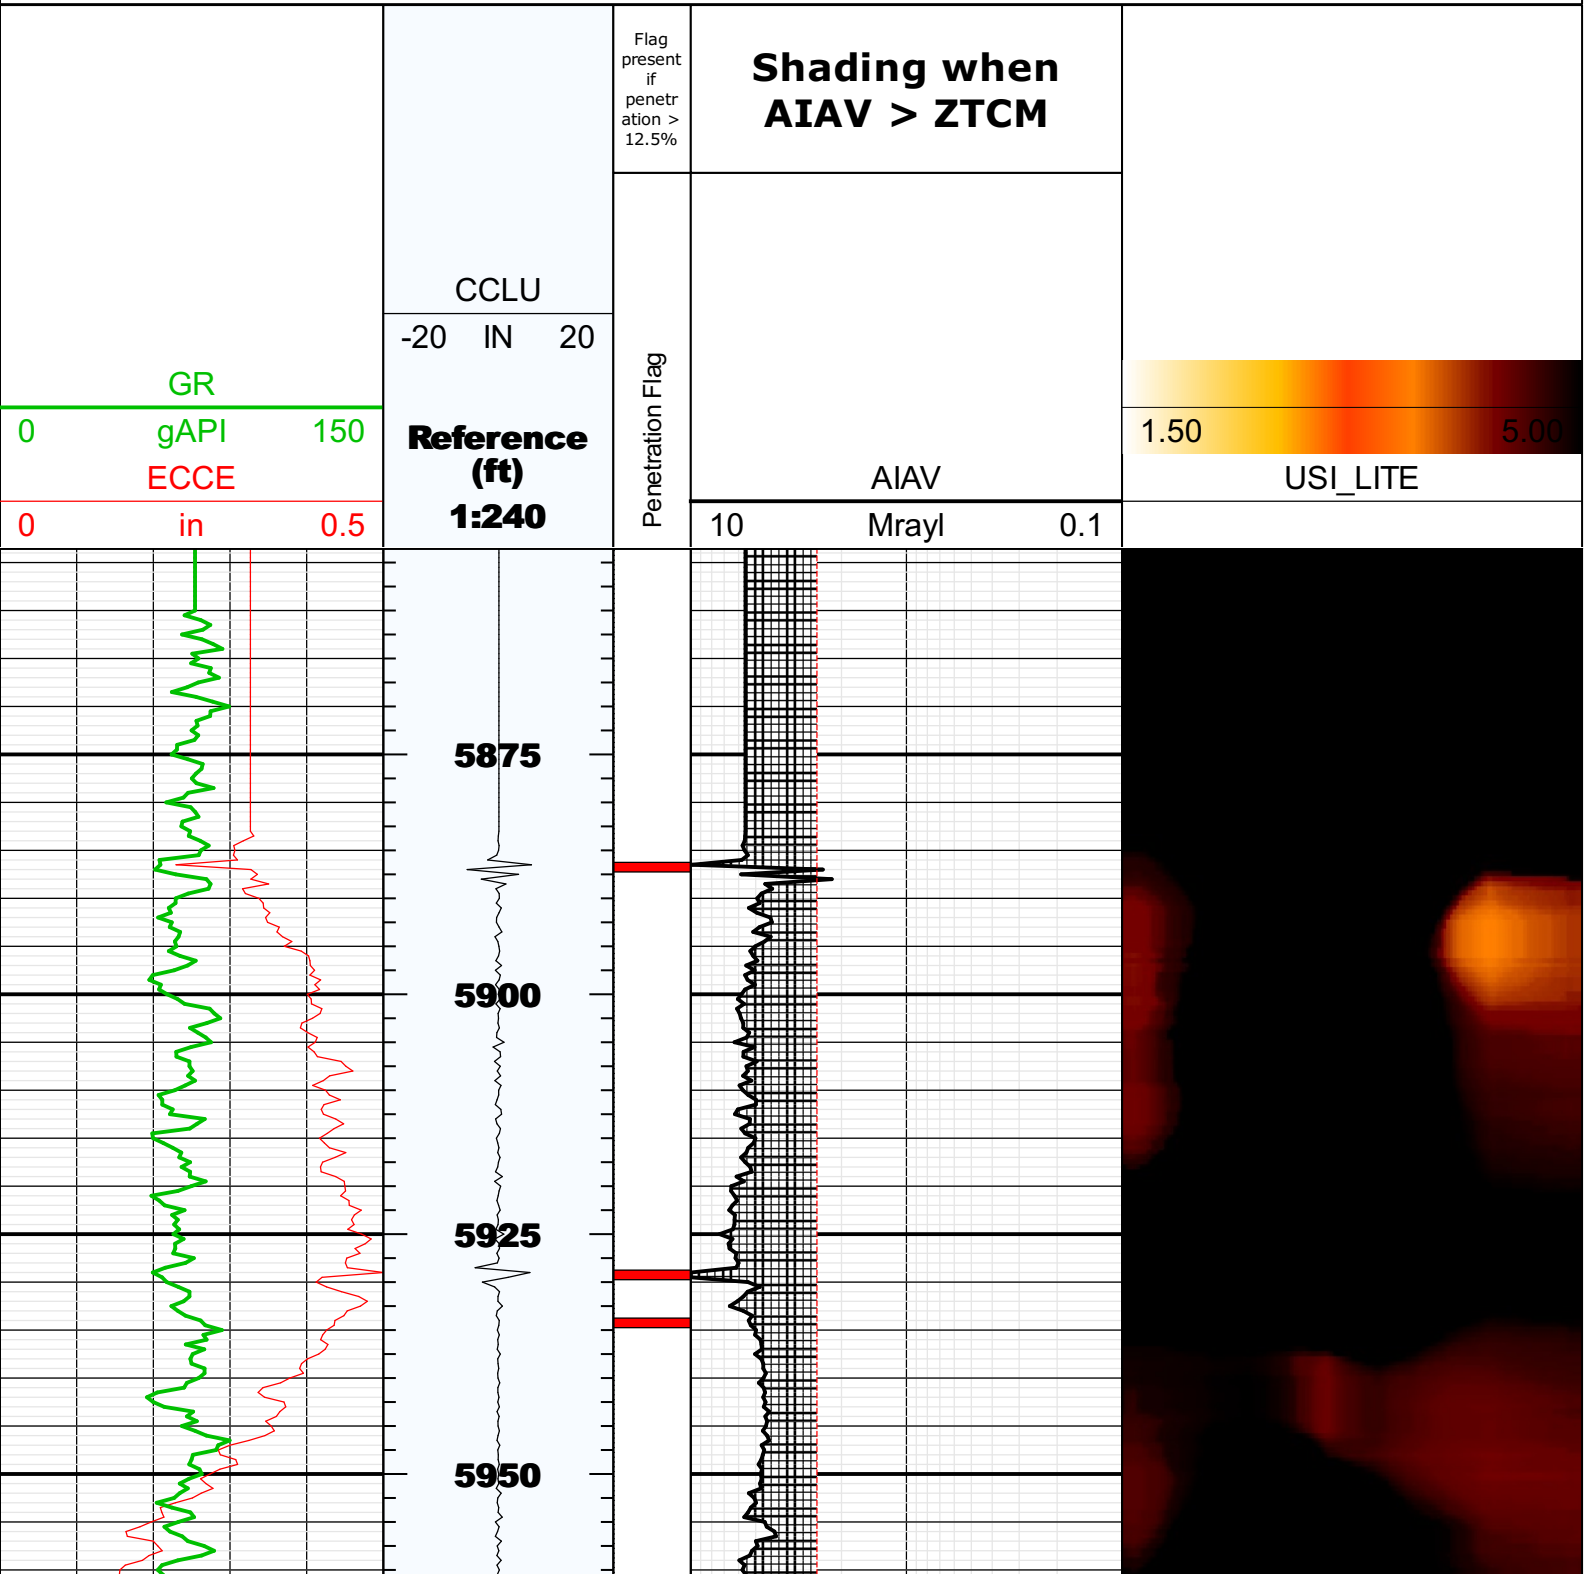 GR
0 gAPI 150
ECCE
0 in 0.5
CCLU
-20 IN 20
Reference
(ft)
1:240
Flag
present
if
penetr
ation >
12.5%
Penetration Flag
Shading when
AIAV > ZTCM
AIAV
10 Mrayl 0.1
1.50 5.00
USI_LITE
5875
5900
5925
5950